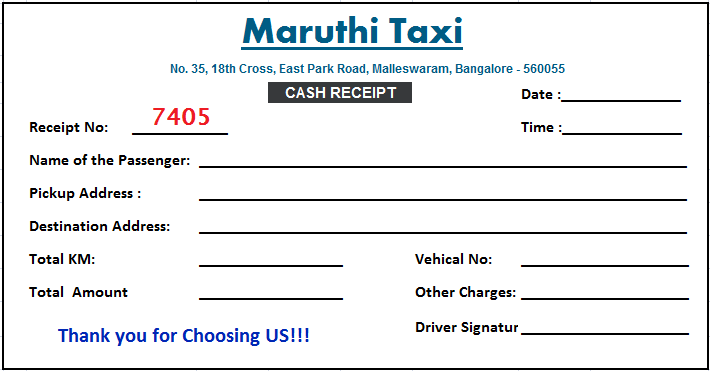 Maruthi Taxi
No. 35, 18th Cross, East Park Road, Malleswaram, Bangalore - 560055
CASH RECEIPT
Date :
Receipt No: 7405
Time :
Name of the Passenger:
Pickup Address :
Destination Address:
Total KM: Vehical No:
Total Amount Other Charges:
Thank you for Choosing US!!! Driver Signatur